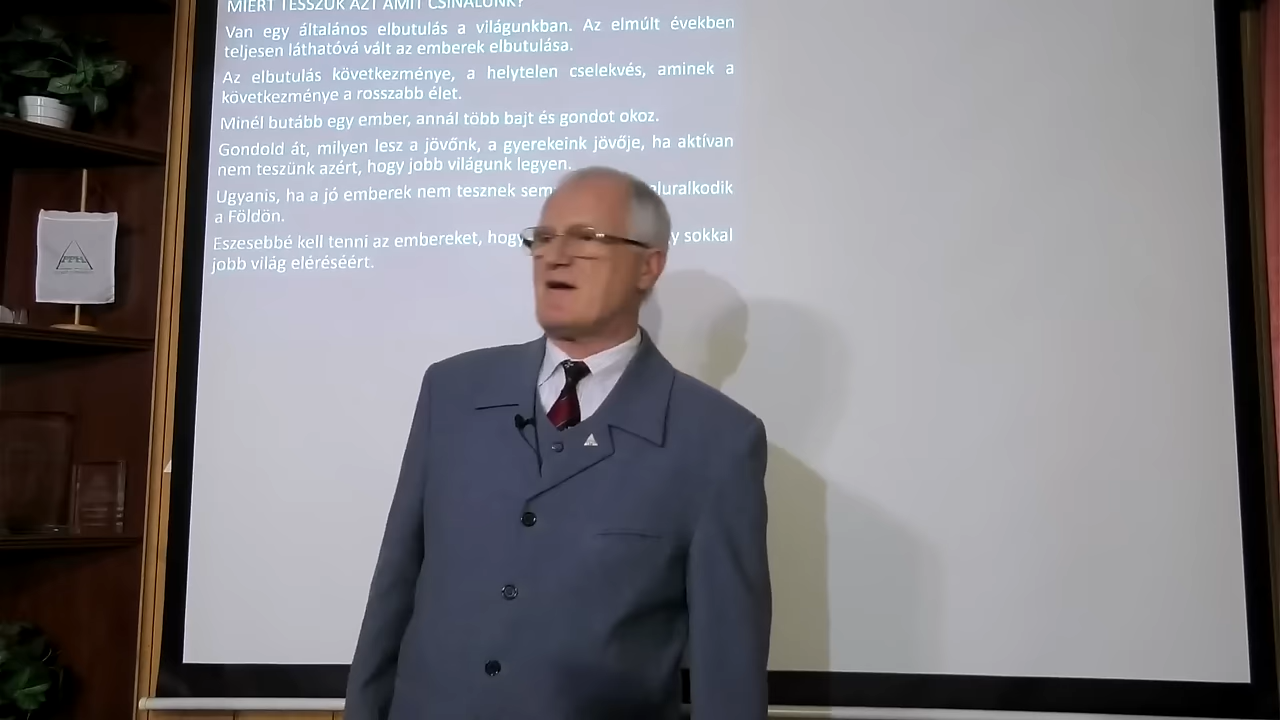 MIÉRT TESSZÜK AZT AMIT CSINÁLUNK?
Van egy általános elbutulás a világunkban. Az elmúlt években
teljesen láthatóvá vált az emberek elbutulása.
Az elbutulás következménye, a helytelen cselekvés, aminek a
következménye a rosszabb élet.
Minél butább egy ember, annál több bajt és gondot okoz.
Gondold át, milyen lesz a jövőnk, a gyerekeink jövője, ha aktívan
nem teszünk azért, hogy jobb világunk legyen.
Ugyanis, ha a jó emberek nem tesznek sem aluralkodik
a Földön.
Eszesebbé kell tenni az embereket, hogy y sokkal
jobb világ eléréséért.